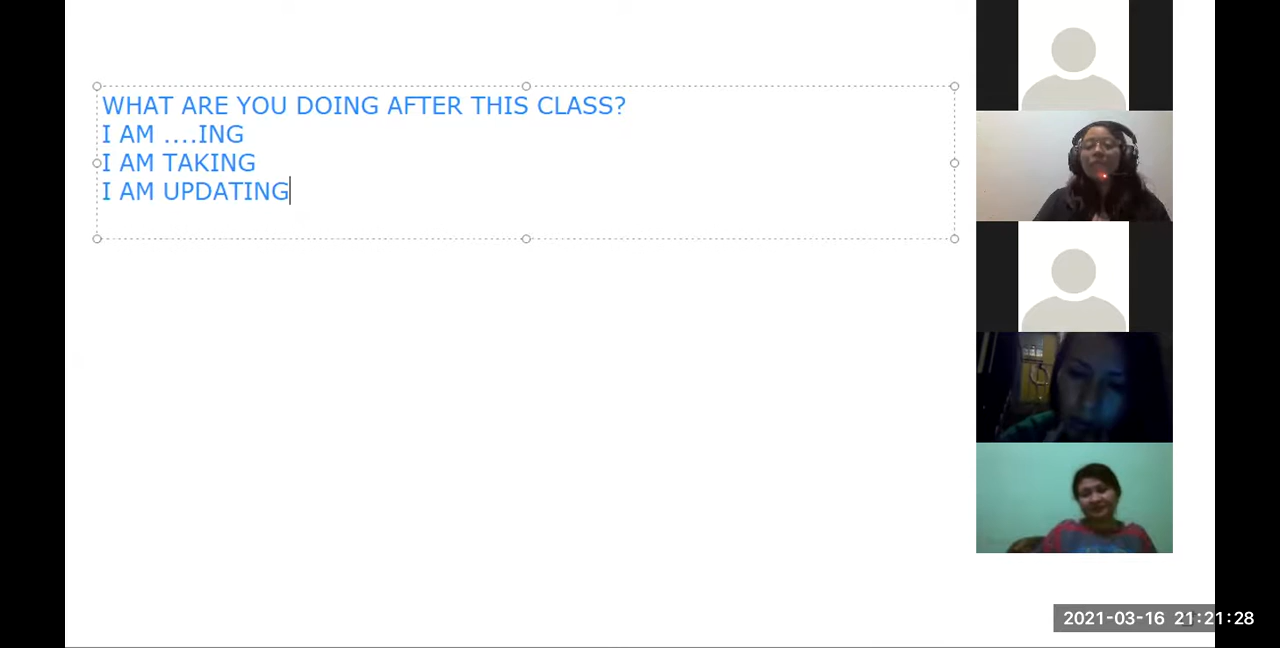 WHAT ARE YOU DOING AFTER THIS CLASS?
I AM ....ING
I AM TAKING
I AM UPDATING
2021-03-16 21:21:28